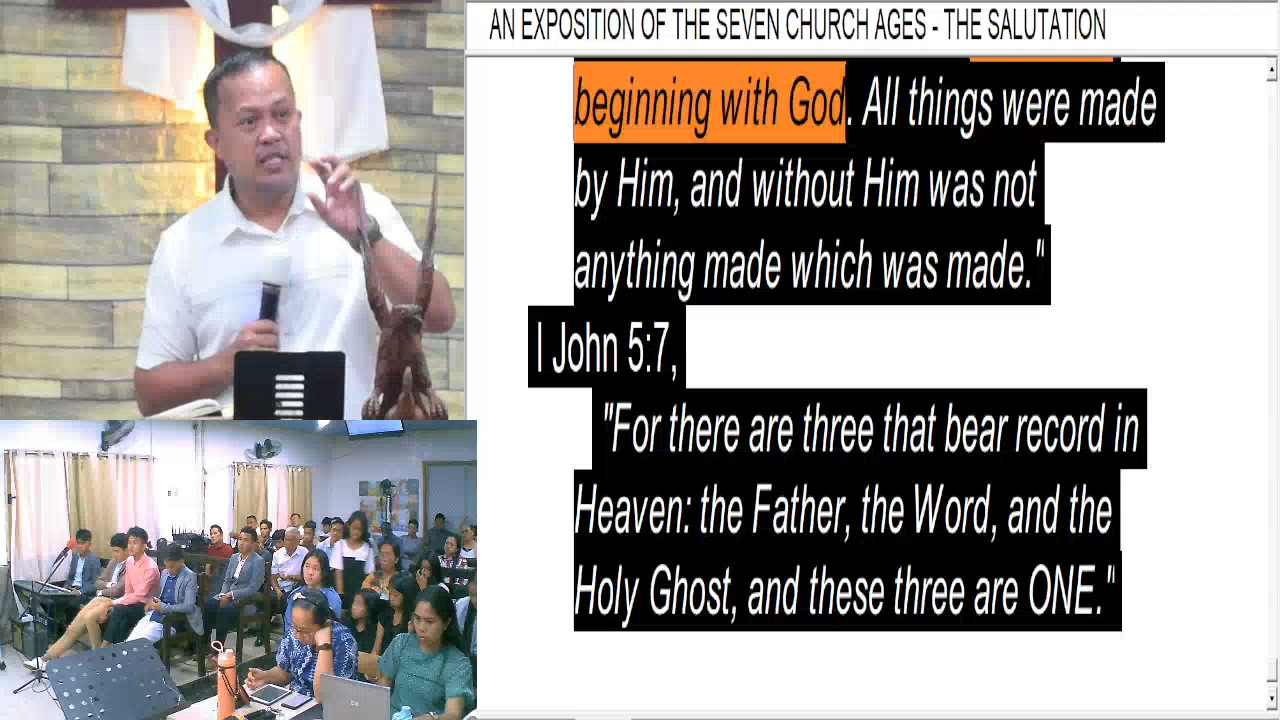 AN EXPOSITION OF THE SEVEN CHURCH AGES - THE SALUTATION
beginning with God. All things were made
by Him, and without Him was not
anything made which was made."
I John 5:7,
"For there are three that bear record in
Heaven: the Father, the Word, and the
Holy Ghost, and these three are ONE."